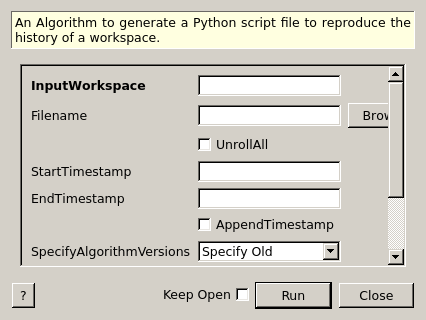 An Algorithm to generate a Python script file to reproduce the
history of a workspace.
InputWorkspace
Filename
Brow
UnrollAll
StartTimestamp
EndTimestamp
AppendTimestamp
SpecifyAlgorithmVersions Specify Old
? Keep Open Run Close